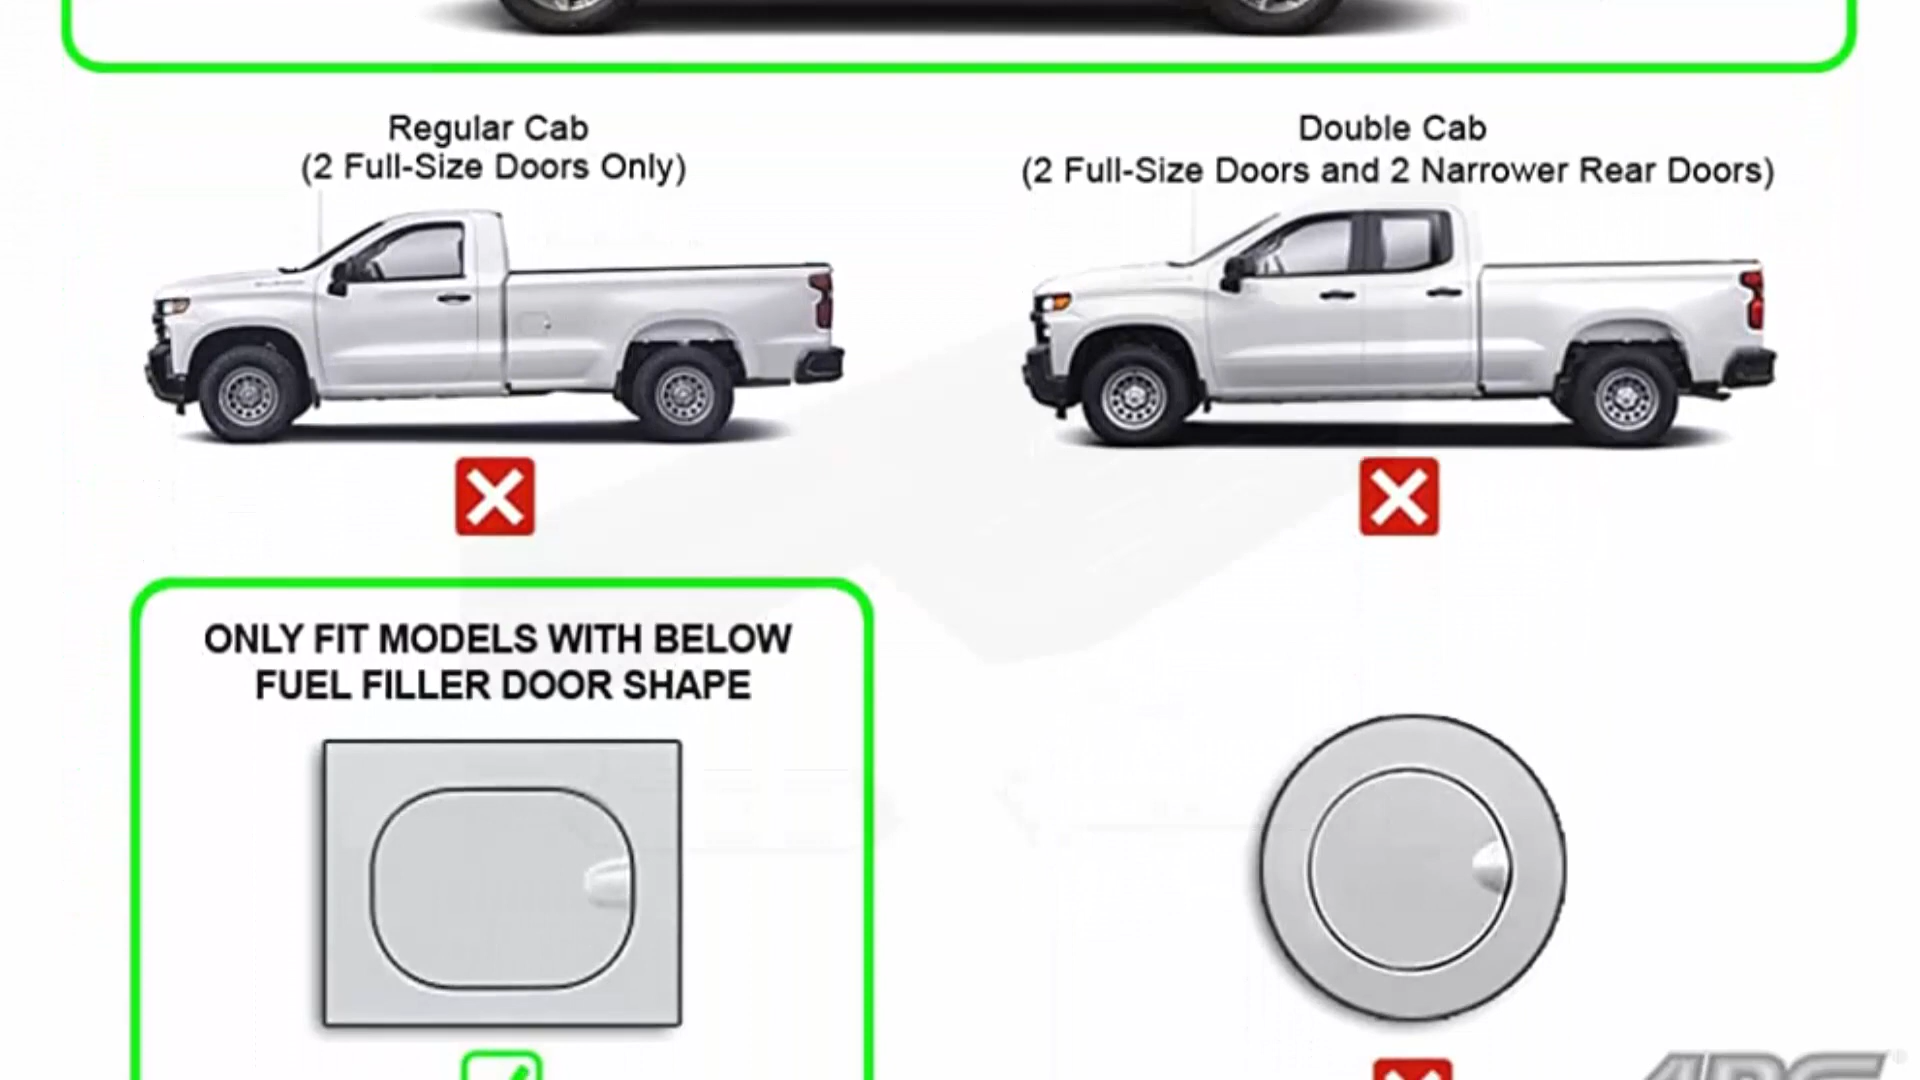 Regular Cab
(2 Full-Size Doors Only)
Double Cab
(2 Full-Size Doors and 2 Narrower Rear Doors)
ONLY FIT MODELS WITH BELOW
FUEL FILLER DOOR SHAPE